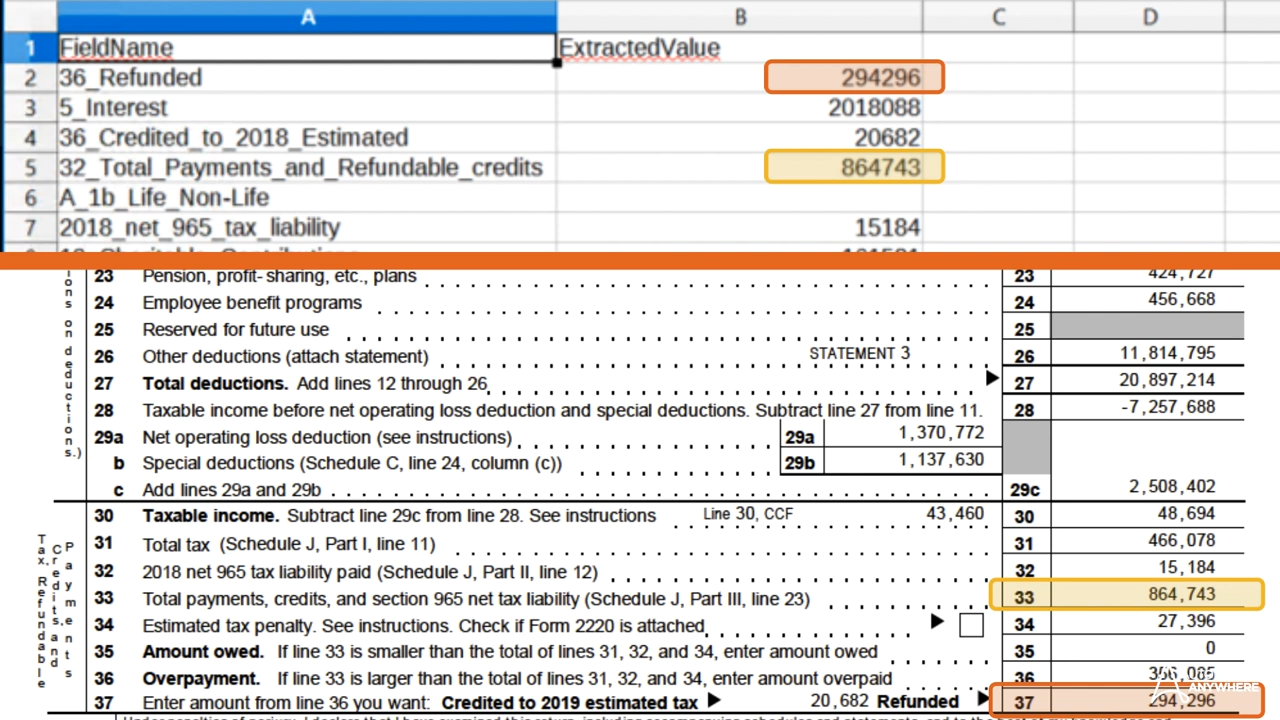 A B C D
1 FieldName ExtractedValue
2 36_Refunded 294296
3 5_Interest 2018088
4 36_Credited_to_2018_Estimated 20682
5 32_Total_Payments_and_Refundable_credits 864743
6 A_1b_Life_Non-Life
7 2018_net_965_tax_liability 15184
ions on deductions.)
23 Pension, profit-sharing, etc., plans 23 424,727
24 Employee benefit programs 24 456,668
25 Reserved for future use 25
26 Other deductions (attach statement) STATEMENT 3 26 11,814,795
27 Total deductions. Add lines 12 through 26 27 20,897,214
28 Taxable income before net operating loss deduction and special deductions. Subtract line 27 from line 11. 28 -7,257,688
29a Net operating loss deduction (see instructions) 29a 1,370,772
b Special deductions (Schedule C, line 24, column (c)) 29b 1,137,630
c Add lines 29a and 29b 29c 2,508,402
Tax, Refundable Credits, and Payments
30 Taxable income. Subtract line 29c from line 28. See instructions Line 30, CCF 43,460 30 48,694
31 Total tax (Schedule J, Part I, line 11) 31 466,078
32 2018 net 965 tax liability paid (Schedule J, Part II, line 12) 32 15,184
33 Total payments, credits, and section 965 net tax liability (Schedule J, Part III, line 23) 33 864,743
34 Estimated tax penalty. See instructions. Check if Form 2220 is attached 34 27,396
35 Amount owed. If line 33 is smaller than the total of lines 31, 32, and 34, enter amount owed 35 0
36 Overpayment. If line 33 is larger than the total of lines 31, 32, and 34, enter amount overpaid 36
ANYWHERE
37 Enter amount from line 36 you want: Credited to 2019 estimated tax 20,682 Refunded 37 294,296